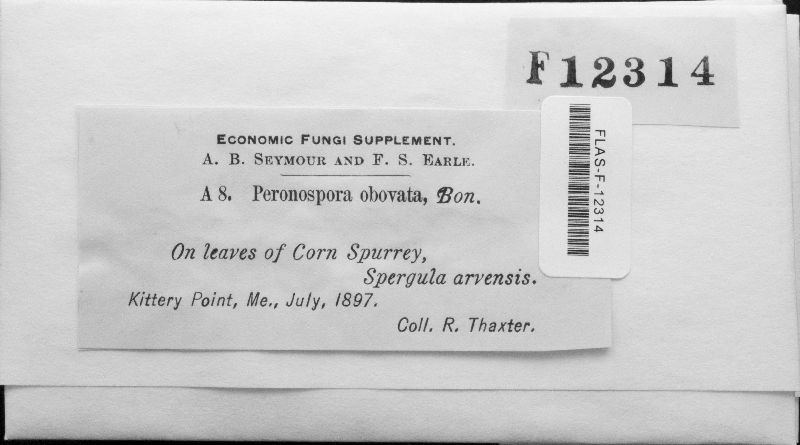 F12314
FLAS-F-12314
ECONOMIC FUNGI SUPPLEMENT.
A. B. SEYMOUR AND F. S. EARLE.
A 8. Peronospora obovata, Bon.
On leaves of Corn Spurrey,
Spergula arvensis.
Kittery Point, Me., July, 1897.
Coll. R. Thaxter.